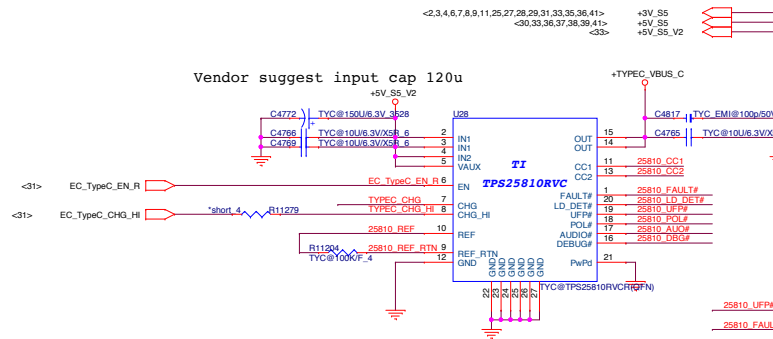 <2,3,4,6,7,8,9,11,25,27,28,29,31,33,35,36,41> +3V_S5
<30,33,36,37,38,39,41> +5V_S5
<33> +5V_S5_V2
Vendor suggest input cap 120u
+5V_S5_V2
+TYPEC_VBUS_C
C4772 TYC@150U/6.3V_3528
U28
C4817 TYC_EMI@100p/50V
C4766 TYC@10U/6.3V/X5R_6
C4769 TYC@10U/6.3V/X5R_6
C4765 TYC@10U/6.3V/X
2 IN1
3 IN1
4 IN2
5 VAUX
OUT 15
OUT 14
TI
TPS25810RVC
CC1 11 25810_CC1
CC2 13 25810_CC2
<31> EC_TypeC_EN_R EC_TypeC_EN_R 6 EN
FAULT# 1 25810_FAULT#
LD_DET# 20 25810_LD_DET#
UFP# 19 25810_UFP#
POL# 18 25810_POL#
AUDIO# 17 25810_AUO#
DEBUG# 16 25810_DBG#
TYPEC_CHG 7 CHG
<31> EC_TypeC_CHG_HI *short_4 R11279 TYPEC_CHG_HI 8 CHG_HI
25810_REF 10 REF
R11204 25810_REF_RTN 9 REF_RTN
TYC@100K/F_4
12 GND
PwPd 21
GND GND GND GND GND GND
22 23 24 25 26 27
TYC@TPS25810RVCR(QFN)
25810_UFP#
25810_FAUL